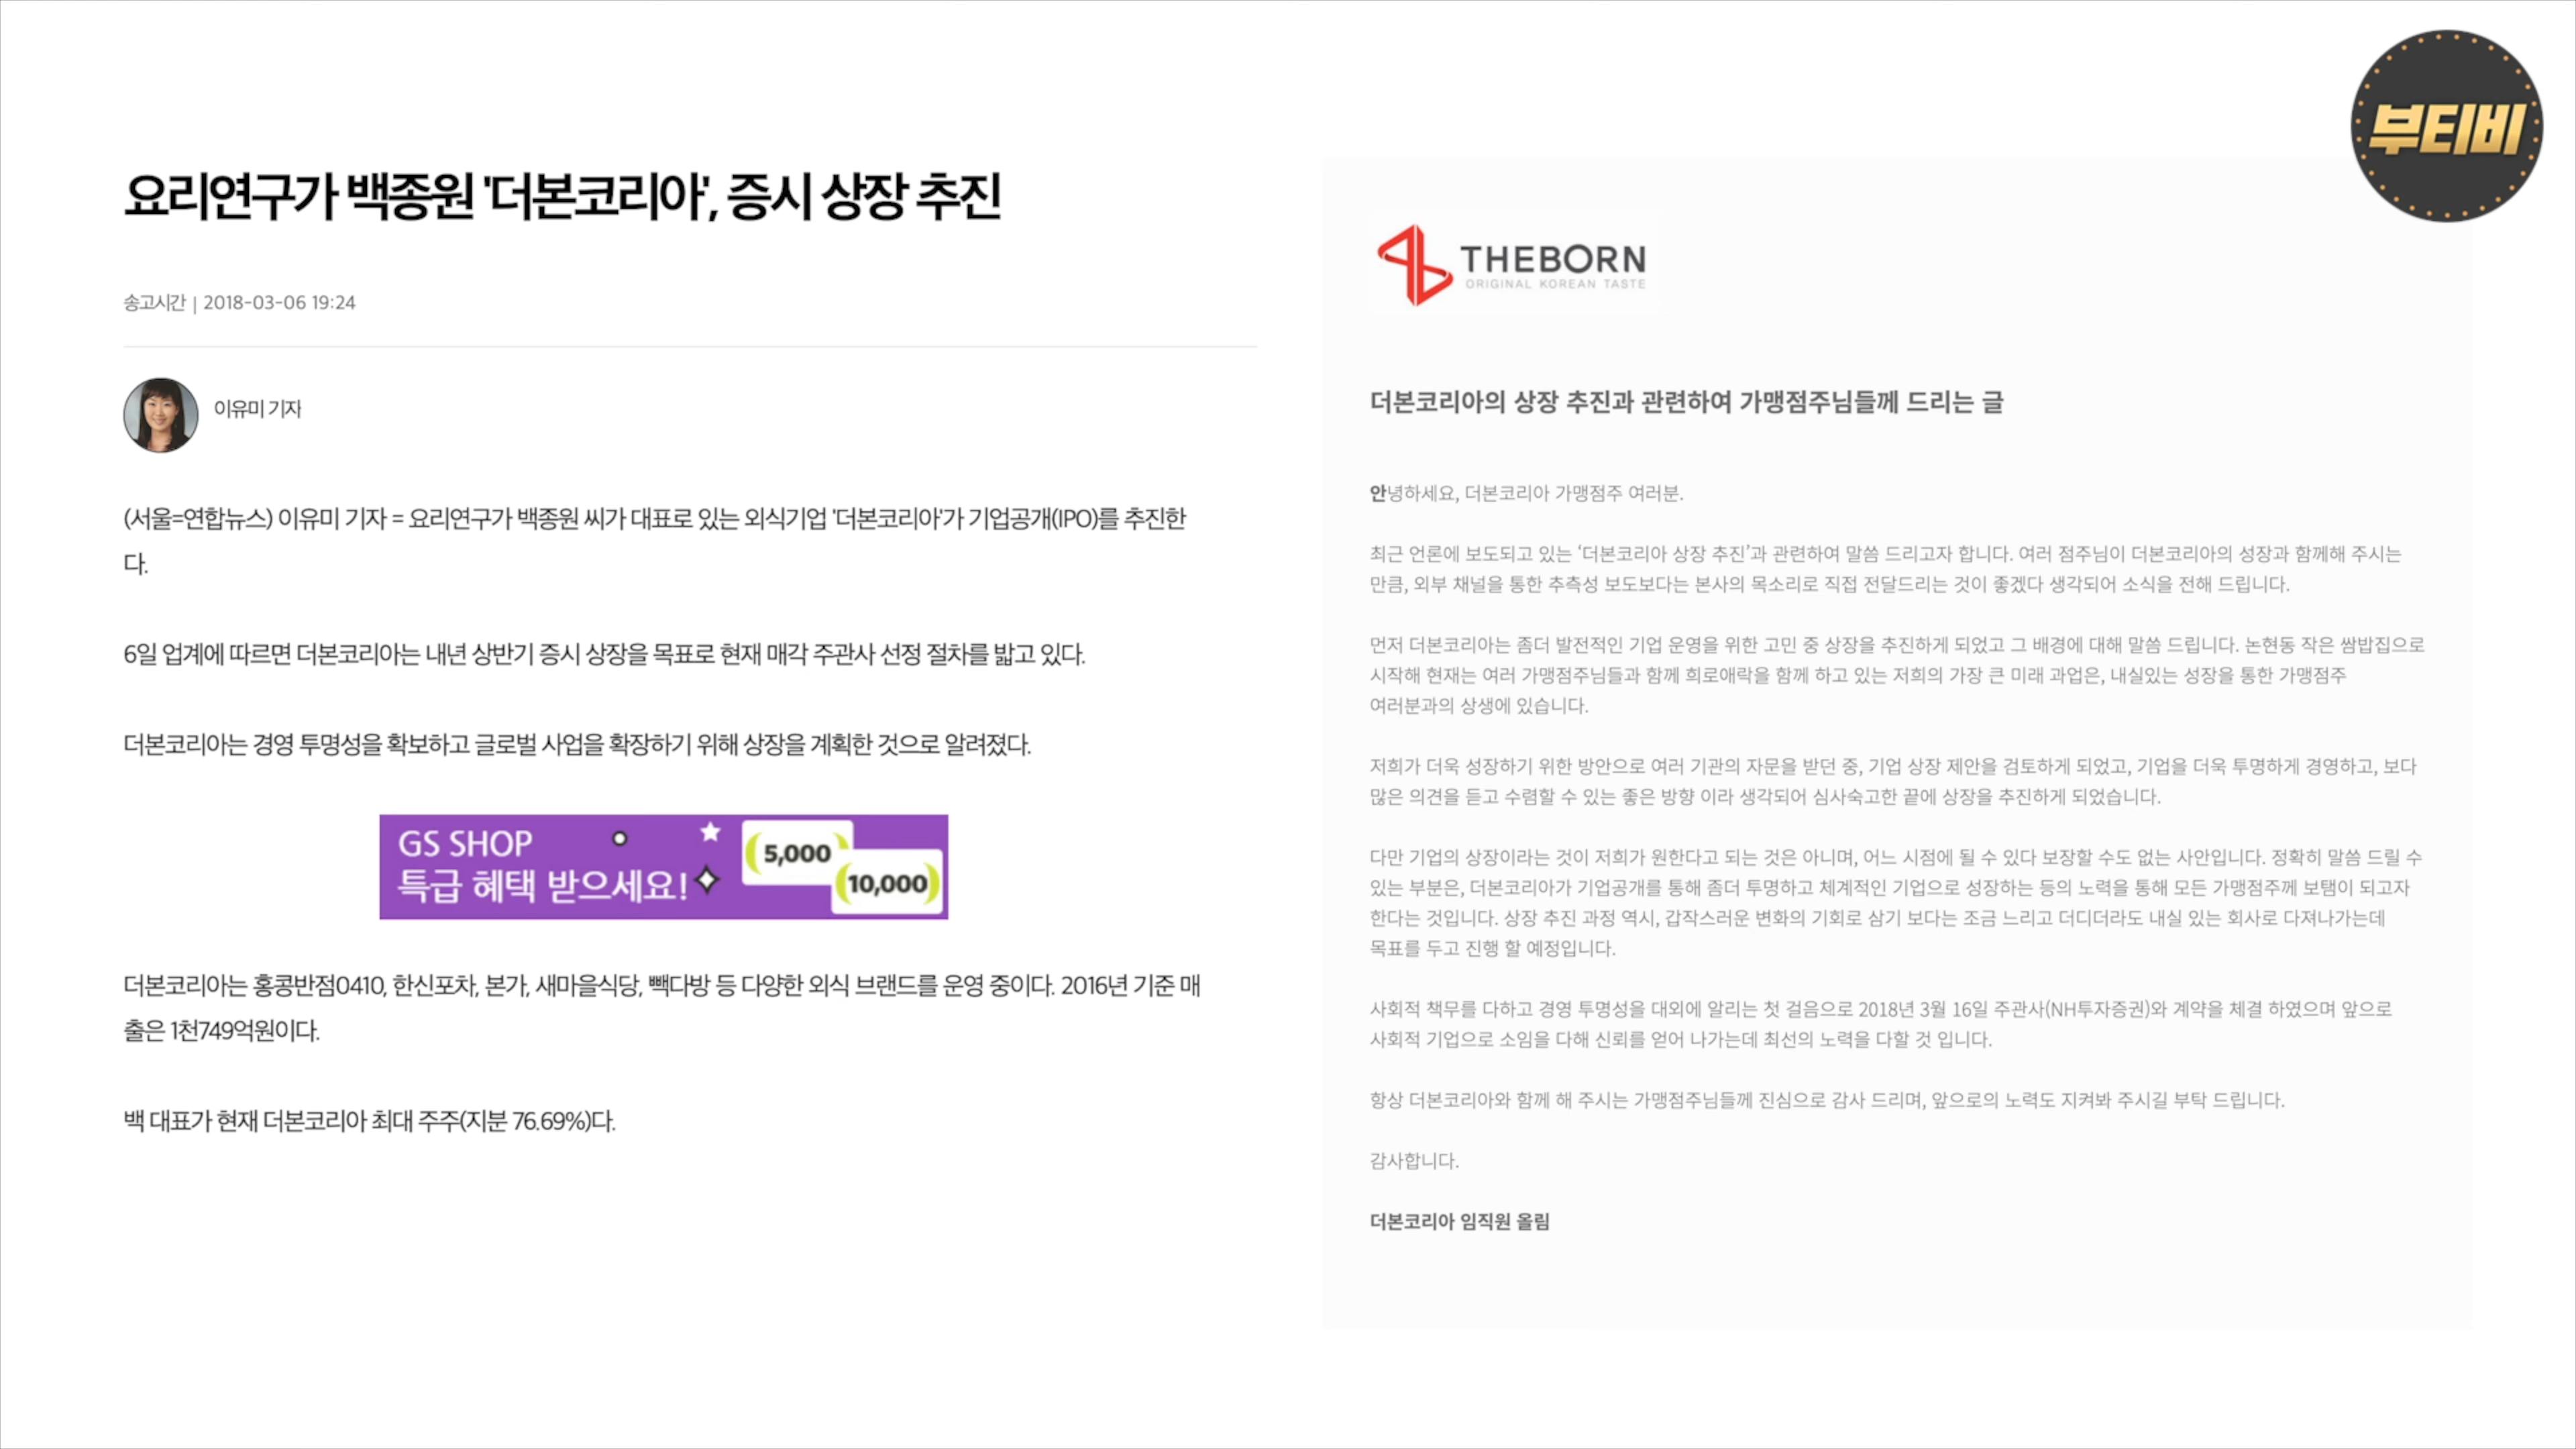 부티비
요리연구가 백종원 '더본코리아', 증시 상장 추진
송고시간 | 2018-03-06 19:24
이유미 기자
(서울=연합뉴스) 이유미 기자 = 요리연구가 백종원 씨가 대표로 있는 외식기업 '더본코리아'가 기업공개(IPO)를 추진한
다.
6일 업계에 따르면 더본코리아는 내년 상반기 증시 상장을 목표로 현재 매각 주관사 선정 절차를 밟고 있다.
더본코리아는 경영 투명성을 확보하고 글로벌 사업을 확장하기 위해 상장을 계획한 것으로 알려졌다.
GS SHOP
특급 혜택 받으세요!
5,000
10,000
더본코리아는 홍콩반점0410, 한신포차, 본가, 새마을식당, 빽다방 등 다양한 외식 브랜드를 운영 중이다. 2016년 기준 매
출은 1천749억원이다.
백 대표가 현재 더본코리아 최대 주주(지분 76.69%)다.
THEBORN
ORIGINAL KOREAN TASTE
더본코리아의 상장 추진과 관련하여 가맹점주님들께 드리는 글
안녕하세요, 더본코리아 가맹점주 여러분.
최근 언론에 보도되고 있는 ‘더본코리아 상장 추진’과 관련하여 말씀 드리고자 합니다. 여러 점주님이 더본코리아의 성장과 함께해 주시는
만큼, 외부 채널을 통한 추측성 보도보다는 본사의 목소리로 직접 전달드리는 것이 좋겠다 생각되어 소식을 전해 드립니다.
먼저 더본코리아는 좀더 발전적인 기업 운영을 위한 고민 중 상장을 추진하게 되었고 그 배경에 대해 말씀 드립니다. 논현동 작은 쌈밥집으로
시작해 현재는 여러 가맹점주님들과 함께 희로애락을 함께 하고 있는 저희의 가장 큰 미래 과업은, 내실있는 성장을 통한 가맹점주
여러분과의 상생에 있습니다.
저희가 더욱 성장하기 위한 방안으로 여러 기관의 자문을 받던 중, 기업 상장 제안을 검토하게 되었고, 기업을 더욱 투명하게 경영하고, 보다
많은 의견을 듣고 수렴할 수 있는 좋은 방향 이라 생각되어 심사숙고한 끝에 상장을 추진하게 되었습니다.
다만 기업의 상장이라는 것이 저희가 원한다고 되는 것은 아니며, 어느 시점에 될 수 있다 보장할 수도 없는 사안입니다. 정확히 말씀 드릴 수
있는 부분은, 더본코리아가 기업공개를 통해 좀더 투명하고 체계적인 기업으로 성장하는 등의 노력을 통해 모든 가맹점주께 보탬이 되고자
한다는 것입니다. 상장 추진 과정 역시, 갑작스러운 변화의 기회로 삼기 보다는 조금 느리고 더디더라도 내실 있는 회사로 다져나가는데
목표를 두고 진행 할 예정입니다.
사회적 책무를 다하고 경영 투명성을 대외에 알리는 첫 걸음으로 2018년 3월 16일 주관사(NH투자증권)와 계약을 체결 하였으며 앞으로
사회적 기업으로 소임을 다해 신뢰를 얻어 나가는데 최선의 노력을 다할 것 입니다.
항상 더본코리아와 함께 해 주시는 가맹점주님들께 진심으로 감사 드리며, 앞으로의 노력도 지켜봐 주시길 부탁 드립니다.
감사합니다.
더본코리아 임직원 올림